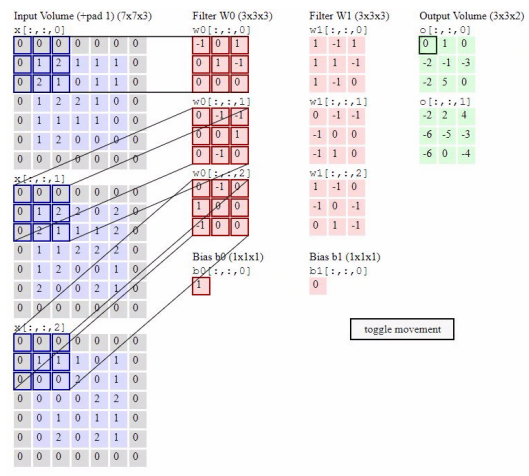 Input Volume (+pad 1) (7x7x3)
x[:,:,0]
0 0 0 0 0 0 0
0 1 2 1 1 1 0
0 2 1 0 1 1 0
0 1 2 2 1 0 0
0 1 1 1 1 0 0
0 1 2 0 0 0 0
0 0 0 0 0 0 0
x[:,:,1]
0 0 0 0 0 0 0
0 1 2 2 0 2 0
0 2 1 1 1 2 0
0 1 1 2 2 2 0
0 1 2 0 0 1 0
0 2 0 0 2 1 0
0 0 0 0 0 0 0
x[:,:,2]
0 0 0 0 0 0 0
0 1 1 1 0 1 0
0 0 0 2 0 1 0
0 0 0 0 2 2 0
0 0 1 0 1 1 0
0 0 2 0 2 1 0
0 0 0 0 0 0 0
Filter W0 (3x3x3)
w0[:,:,0]
-1 0 1
0 1 -1
0 1 1
w0[:,:,1]
0 -1 -1
0 0 1
0 -1 0
w0[:,:,2]
0 -1 0
1 0 0
-1 0 0
Bias b0 (1x1x1)
b0[:,:,0]
1
Filter W1 (3x3x3)
w1[:,:,0]
1 -1 1
1 1 -1
1 -1 0
w1[:,:,1]
0 -1 -1
-1 0 0
-1 1 0
w1[:,:,2]
1 -1 0
-1 0 -1
0 1 -1
Bias b1 (1x1x1)
b1[:,:,0]
0
Output Volume (3x3x2)
o[:,:,0]
0 1 0
-2 -1 -3
-2 5 0
o[:,:,1]
-2 2 4
-6 -5 -3
-6 0 -4
toggle movement